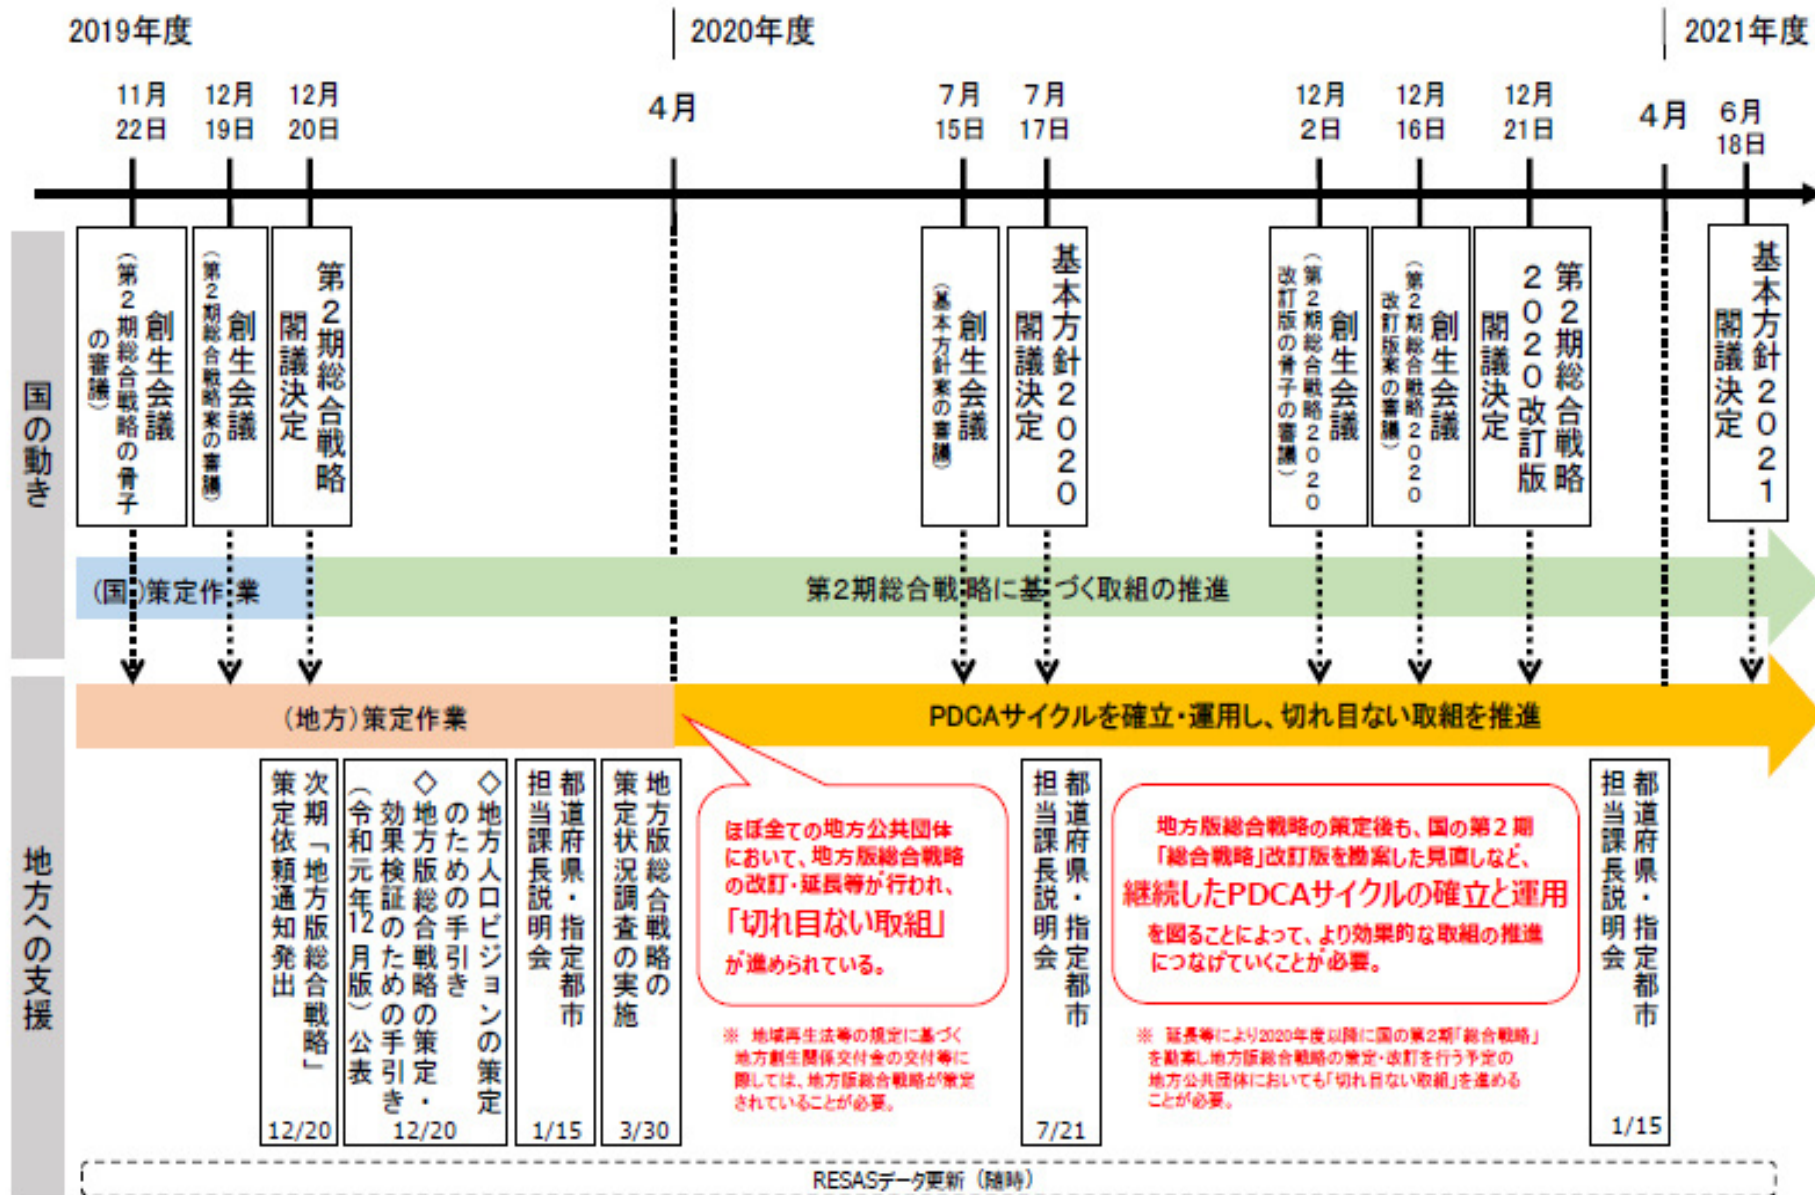 2019年度
2020年度
2021年度
11月
22日
12月
19日
12月
20日
4月
7月
15日
7月
17日
12月
2日
12月
16日
12月
21日
4月
6月
18日
国の動き
創生会議
(第2期総合戦略の骨子
の審議)
創生会議
(第2期総合戦略案の審議)
第2期総合戦略
閣議決定
創生会議
(基本方針案の審議)
基本方針2020
閣議決定
創生会議
(第2期総合戦略2020
改訂版の骨子の審議)
創生会議
(第2期総合戦略2020
改訂版案の審議)
第2期総合戦略
2020改訂版
閣議決定
基本方針2021
閣議決定
(国)策定作業
第2期総合戦略に基づく取組の推進
地方への支援
(地方)策定作業
PDCAサイクルを確立・運用し、切れ目ない取組を推進
次期「地方版総合戦略」
策定依頼通知発出
12/20
◇地方人口ビジョンの策定
のための手引き
◇地方版総合戦略の策定・
効果検証のための手引き
(令和元年12月版)公表
12/20
都道府県・指定都市
担当課長説明会
1/15
地方版総合戦略の
策定状況調査の実施
3/30
ほぼ全ての地方公共団体
において、地方版総合戦略
の改訂・延長等が行われ、
「切れ目ない取組」
が進められている。
※ 地域再生法等の規定に基づく
地方創生関係交付金の交付等に
際しては、地方版総合戦略が策定
されていることが必要。
都道府県・指定都市
担当課長説明会
7/21
地方版総合戦略の策定後も、国の第2期
「総合戦略」改訂版を勘案した見直しなど、
継続したPDCAサイクルの確立と運用
を図ることによって、より効果的な取組の推進
につなげていくことが必要。
※ 延長等により2020年度以降に国の第2期「総合戦略」
を勘案し地方版総合戦略の策定・改訂を行う予定の
地方公共団体においても「切れ目ない取組」を進める
ことが必要。
都道府県・指定都市
担当課長説明会
1/15
RESASデータ更新(随時)